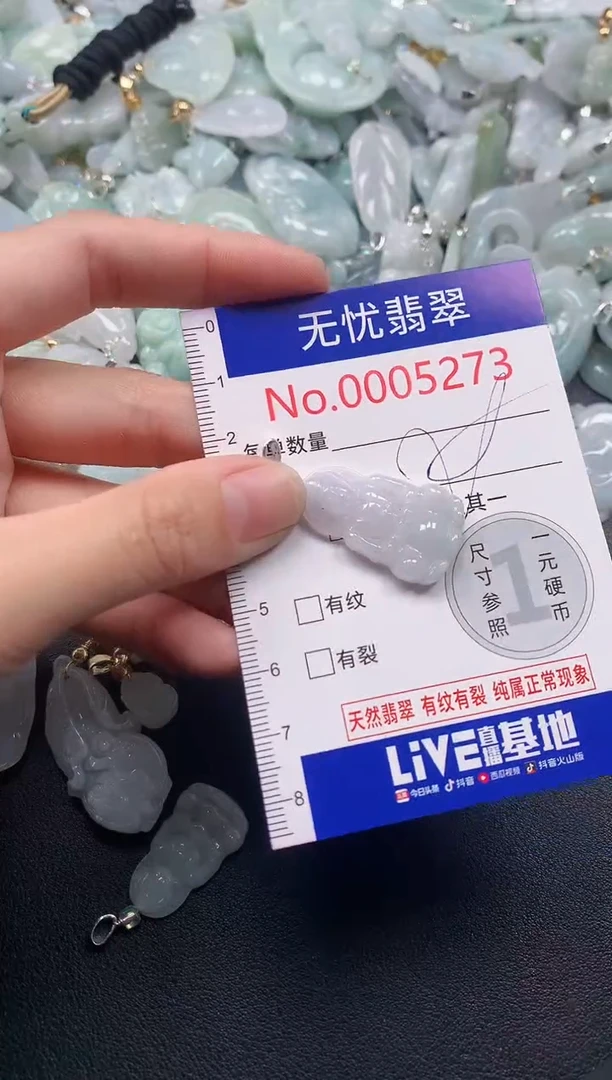 无忧翡翠
No.0005273
0
1
2
单数量
其一
5
有纹
6
有裂
7
8
1
尺寸参照
一元硬币
天然翡翠 有纹有裂 纯属正常现象
LiVE直播基地
今日头条 抖音 西瓜视频 抖音火山版